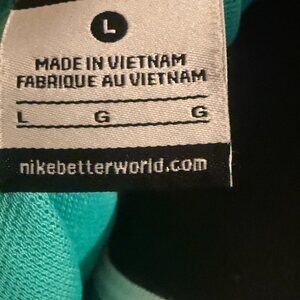 L
MADE IN VIETNAM
FABRIQUE AU VIETNAM
L G G
nikebetterworld.com